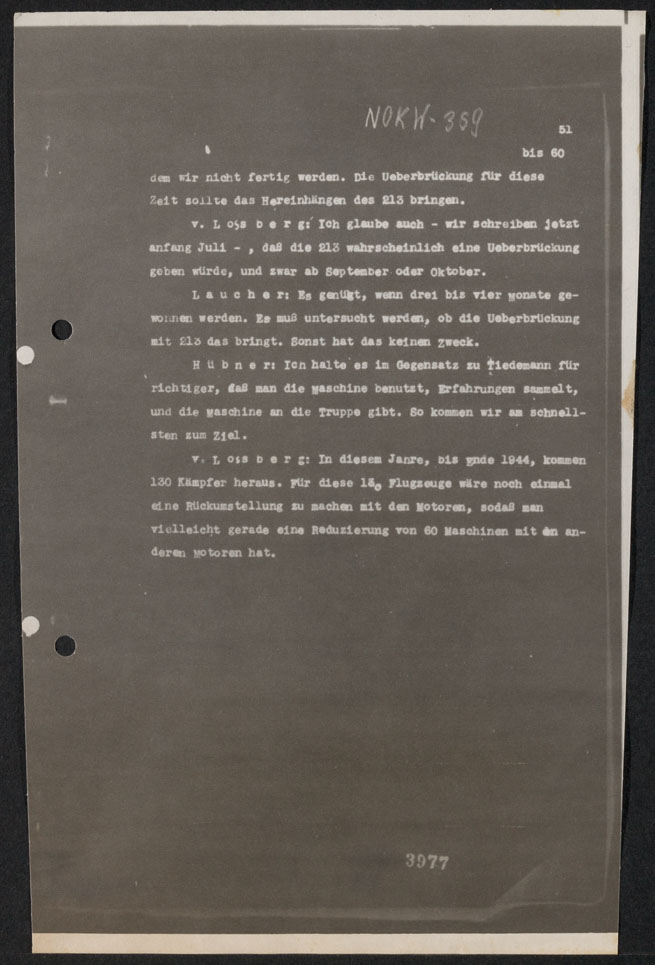 NOKW-359
51
bis 60
dem wir nicht fertig werden. Die Ueberbrückung für diese
Zeit sollte das Hereinhängen des 213 bringen.
v. L o s s b e r g: Ich glaube auch - wir schreiben jetzt
anfang Juli - , daß die 213 wahrscheinlich eine Ueberbrückung
geben würde, und zwar ab September oder Oktober.
L a u c h e r: Es genügt, wenn drei bis vier Monate ge-
wonnen werden. Es muß untersucht werden, ob die Ueberbrückung
mit 213 das bringt. Sonst hat das keinen Zweck.
H ü b n e r: Ich halte es im Gegensatz zu Tiedemann für
richtiger, daß man die Maschine benutzt, Erfahrungen sammelt,
und die Maschine an die Truppe gibt. So kommen wir am schnell-
sten zum Ziel.
v. L o s s b e r g: In diesem Jahre, bis Ende 1944, kommen
130 Kämpfer heraus. Für diese 130 Flugzeuge wäre noch einmal
eine Rückumstellung zu machen mit den Motoren, sodaß man
vielleicht gerade eine Reduzierung von 60 Maschinen mit den an-
deren Motoren hat.
3977